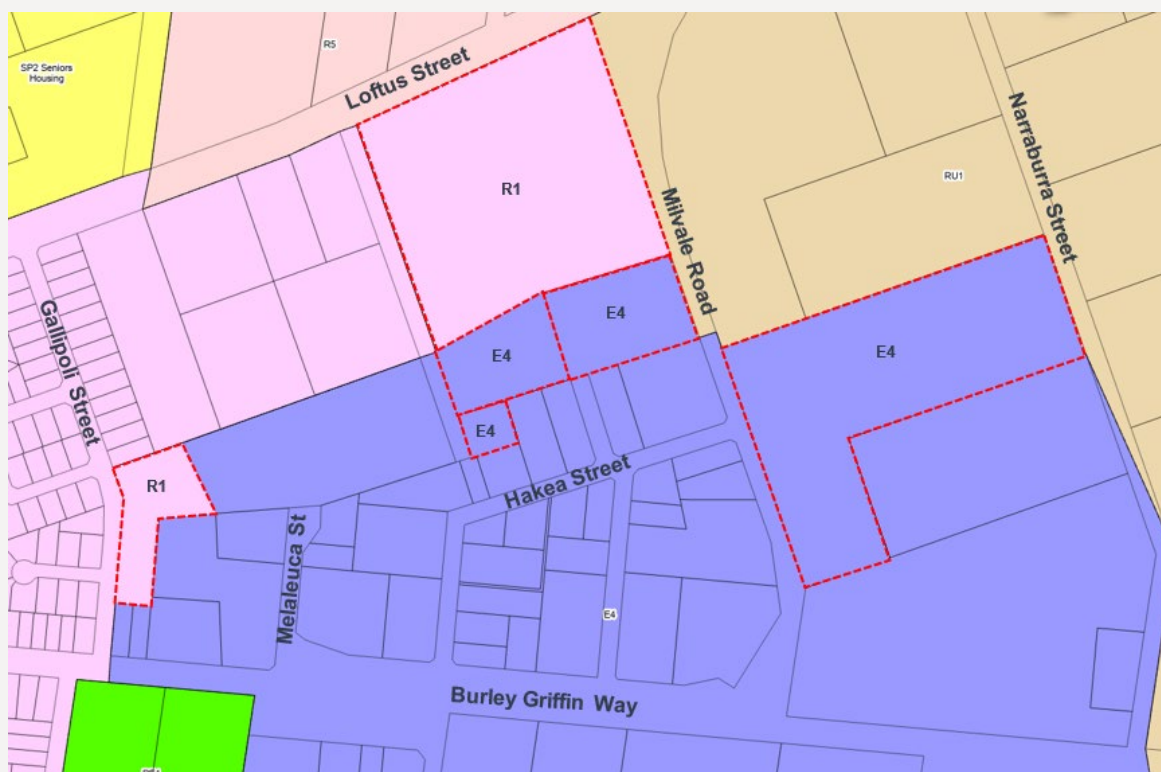 R5
SP2 Seniors
Housing
Loftus Street
Narraburra Street
RU1
R1
Milvale Road
E4
E4
E4
Gallipoli Street
E4
R1
Hakea Street
Melaleuca St
E4
Burley Griffin Way